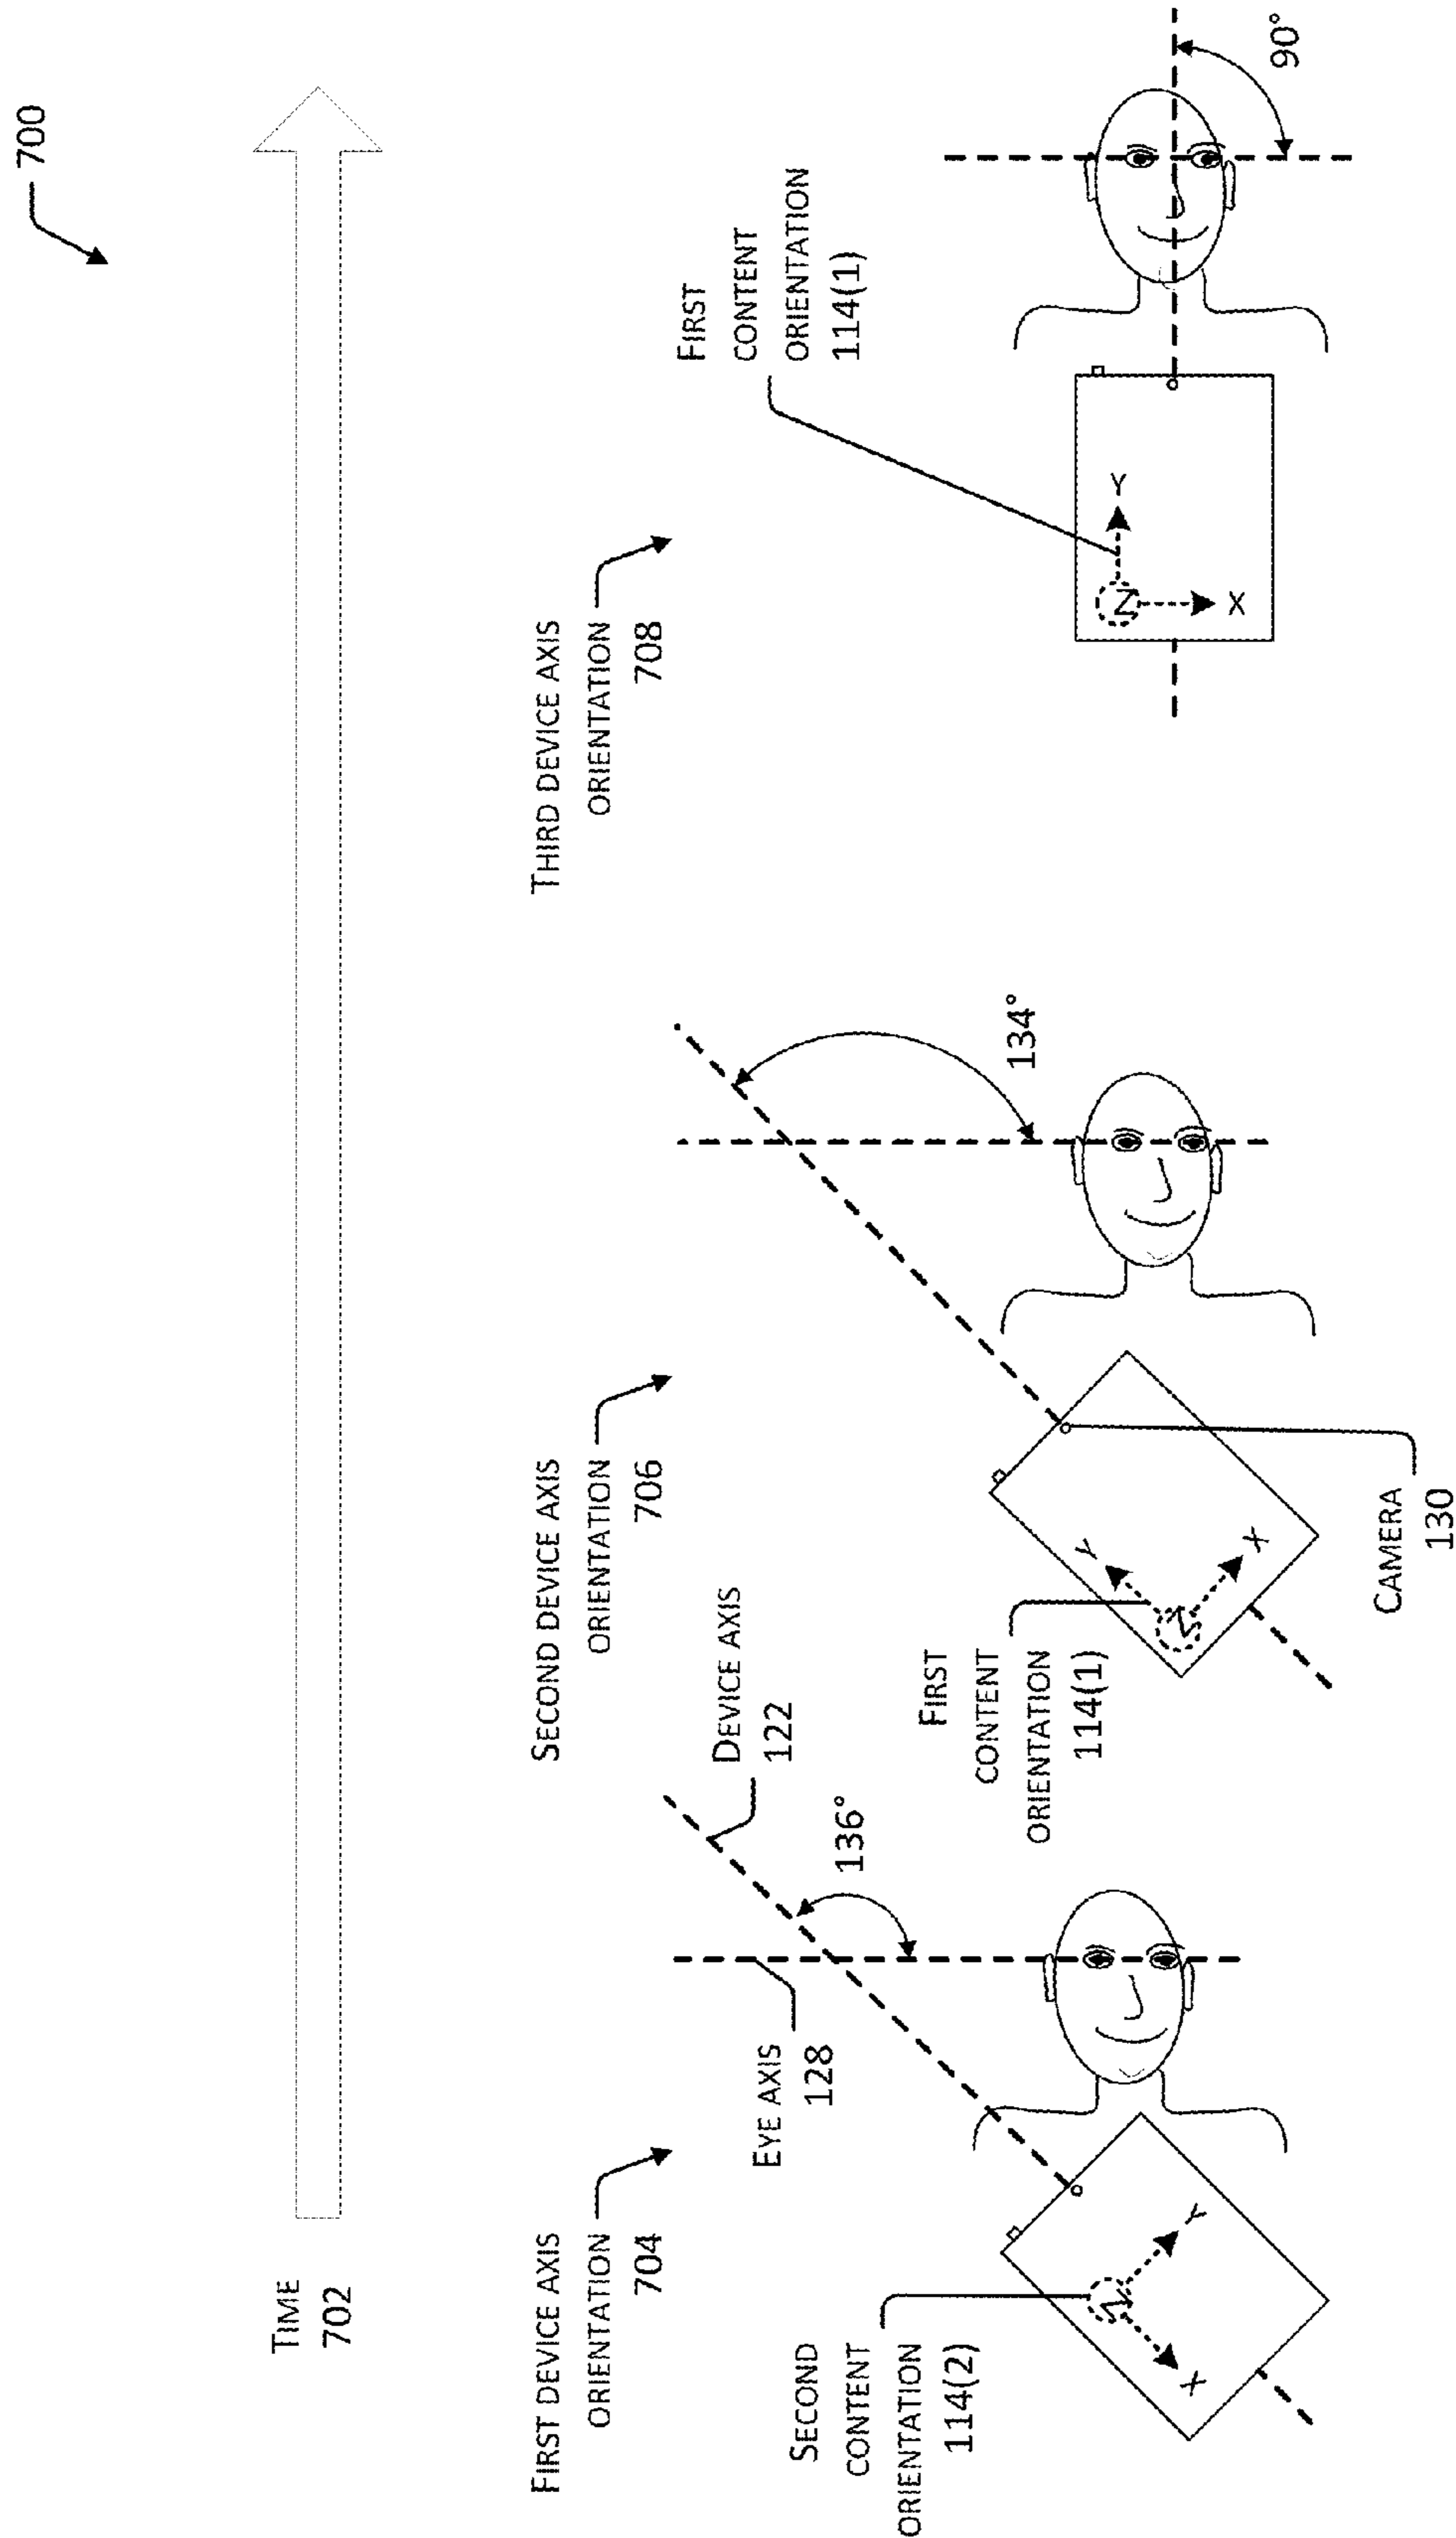 700
TIME
702
FIRST DEVICE AXIS
ORIENTATION
704
SECOND DEVICE AXIS
ORIENTATION
706
THIRD DEVICE AXIS
ORIENTATION
708
EYE AXIS
128
DEVICE AXIS
122
136°
134°
90°
SECOND
CONTENT
ORIENTATION
114(2)
X
Z
Y
FIRST
CONTENT
ORIENTATION
114(1)
Y
Z
X
CAMERA
130
FIRST
CONTENT
ORIENTATION
114(1)
Y
Z
X